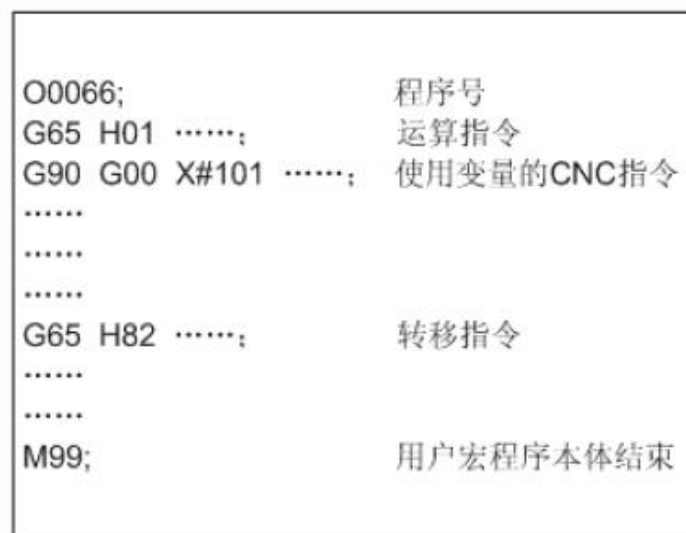 O0066; 程序号
G65 H01 ……; 运算指令
G90 G00 X#101 ……; 使用变量的CNC指令
……
……
……
G65 H82 ……; 转移指令
……
……
M99; 用户宏程序本体结束